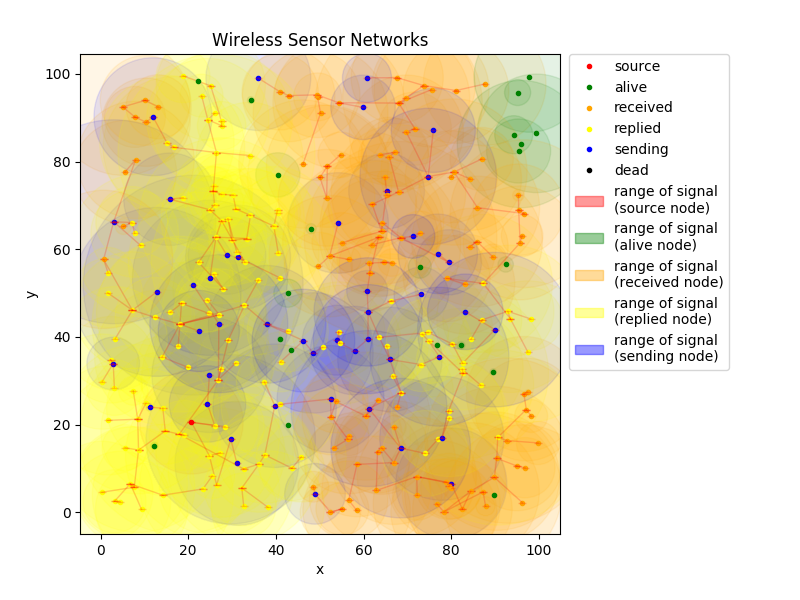 Wireless Sensor Networks
100
80
60
40
20
0
y
0 20 40 60 80 100
x
source
alive
received
replied
sending
dead
range of signal
(source node)
range of signal
(alive node)
range of signal
(received node)
range of signal
(replied node)
range of signal
(sending node)